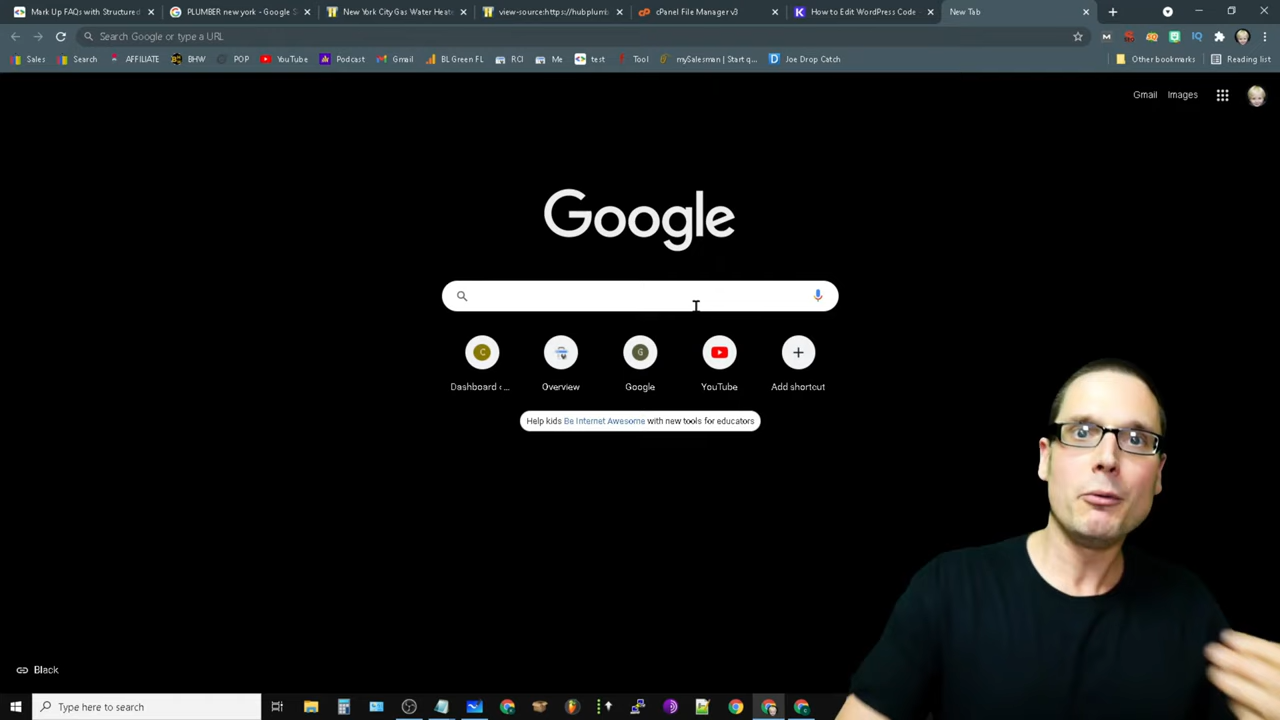 Mark Up FAQs with Structured
PLUMBER new york - Google S
New York City Gas Water Heat
view-source:https://hubplumb
cPanel File Manager v3
How to Edit WordPress Code
New Tab
Search Google or type a URL
Sales
Search
AFFILIATE
BHW
POP
YouTube
Podcast
Gmail
BL Green FL
RCI
Me
test
Tool
mySalesman | Start q...
Joe Drop Catch
Other bookmarks
Reading list
Gmail
Images
Google
Dashboard ‹ ...
Overview
Google
YouTube
Add shortcut
Help kids Be Internet Awesome with new tools for educators
Black
Type here to search